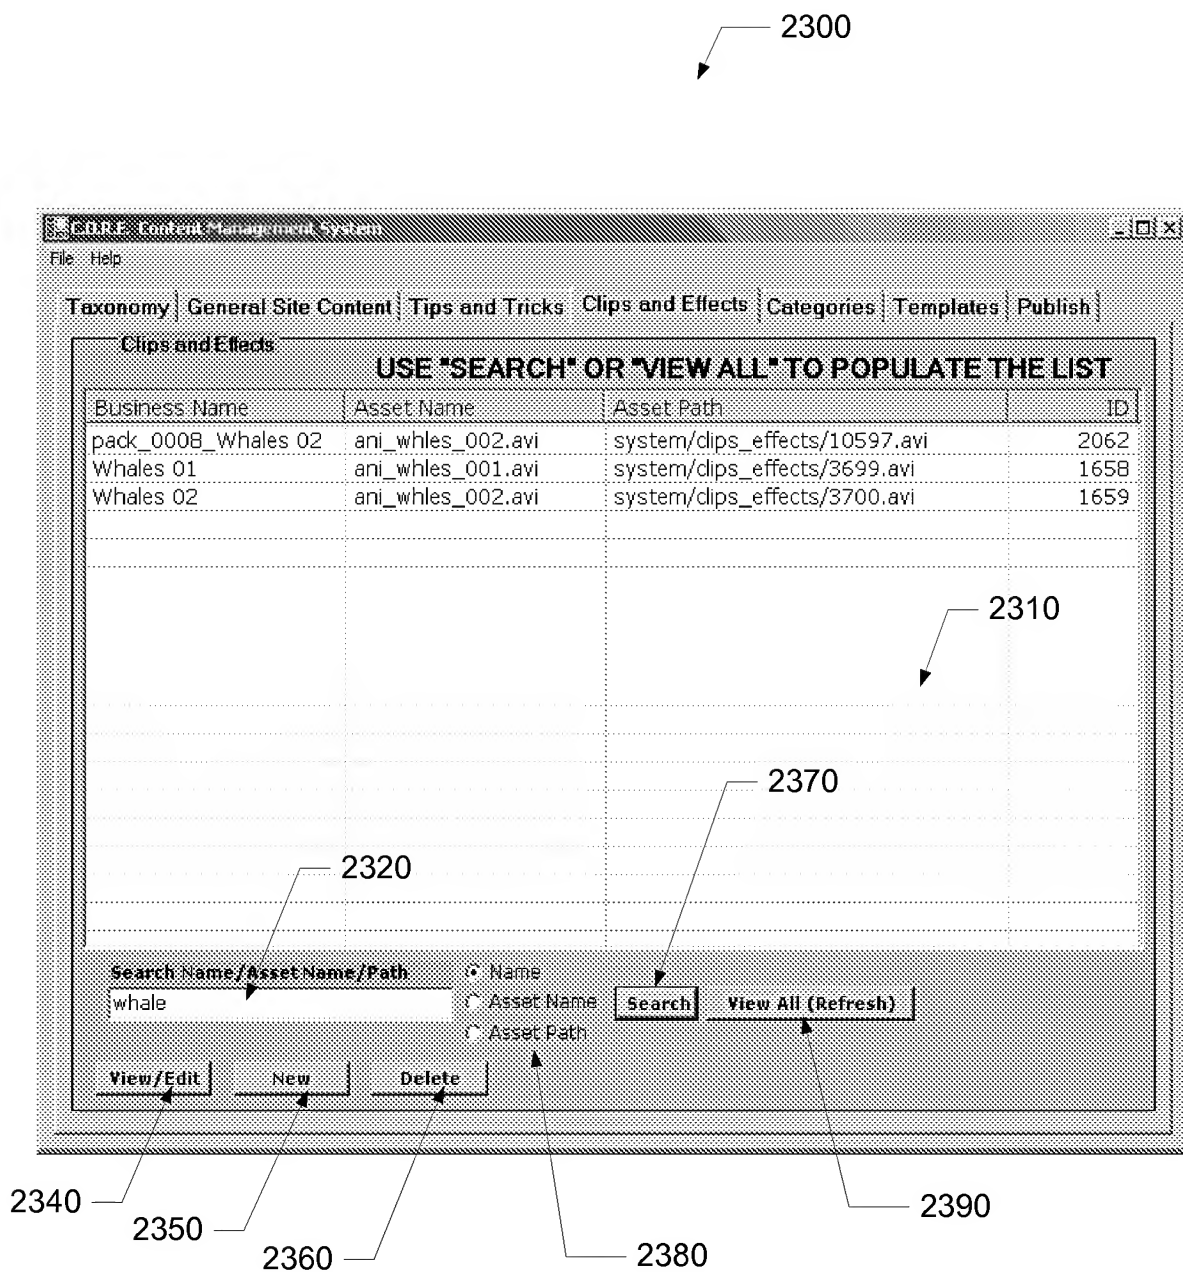 2300
C.O.R.E. Content Management System
File Help
Taxonomy General Site Content Tips and Tricks Clips and Effects Categories Templates Publish
Clips and Effects
USE "SEARCH" OR "VIEW ALL" TO POPULATE THE LIST
Business Name Asset Name Asset Path ID
pack_0008_Whales 02 ani_whles_002.avi system/clips_effects/10597.avi 2062
Whales 01 ani_whles_001.avi system/clips_effects/3699.avi 1658
Whales 02 ani_whles_002.avi system/clips_effects/3700.avi 1659
2310
2370
2320
Search Name/Asset Name/Path Name
whale Asset Name Search View All (Refresh)
Asset Path
View/Edit New Delete
2340
2350
2360
2380
2390